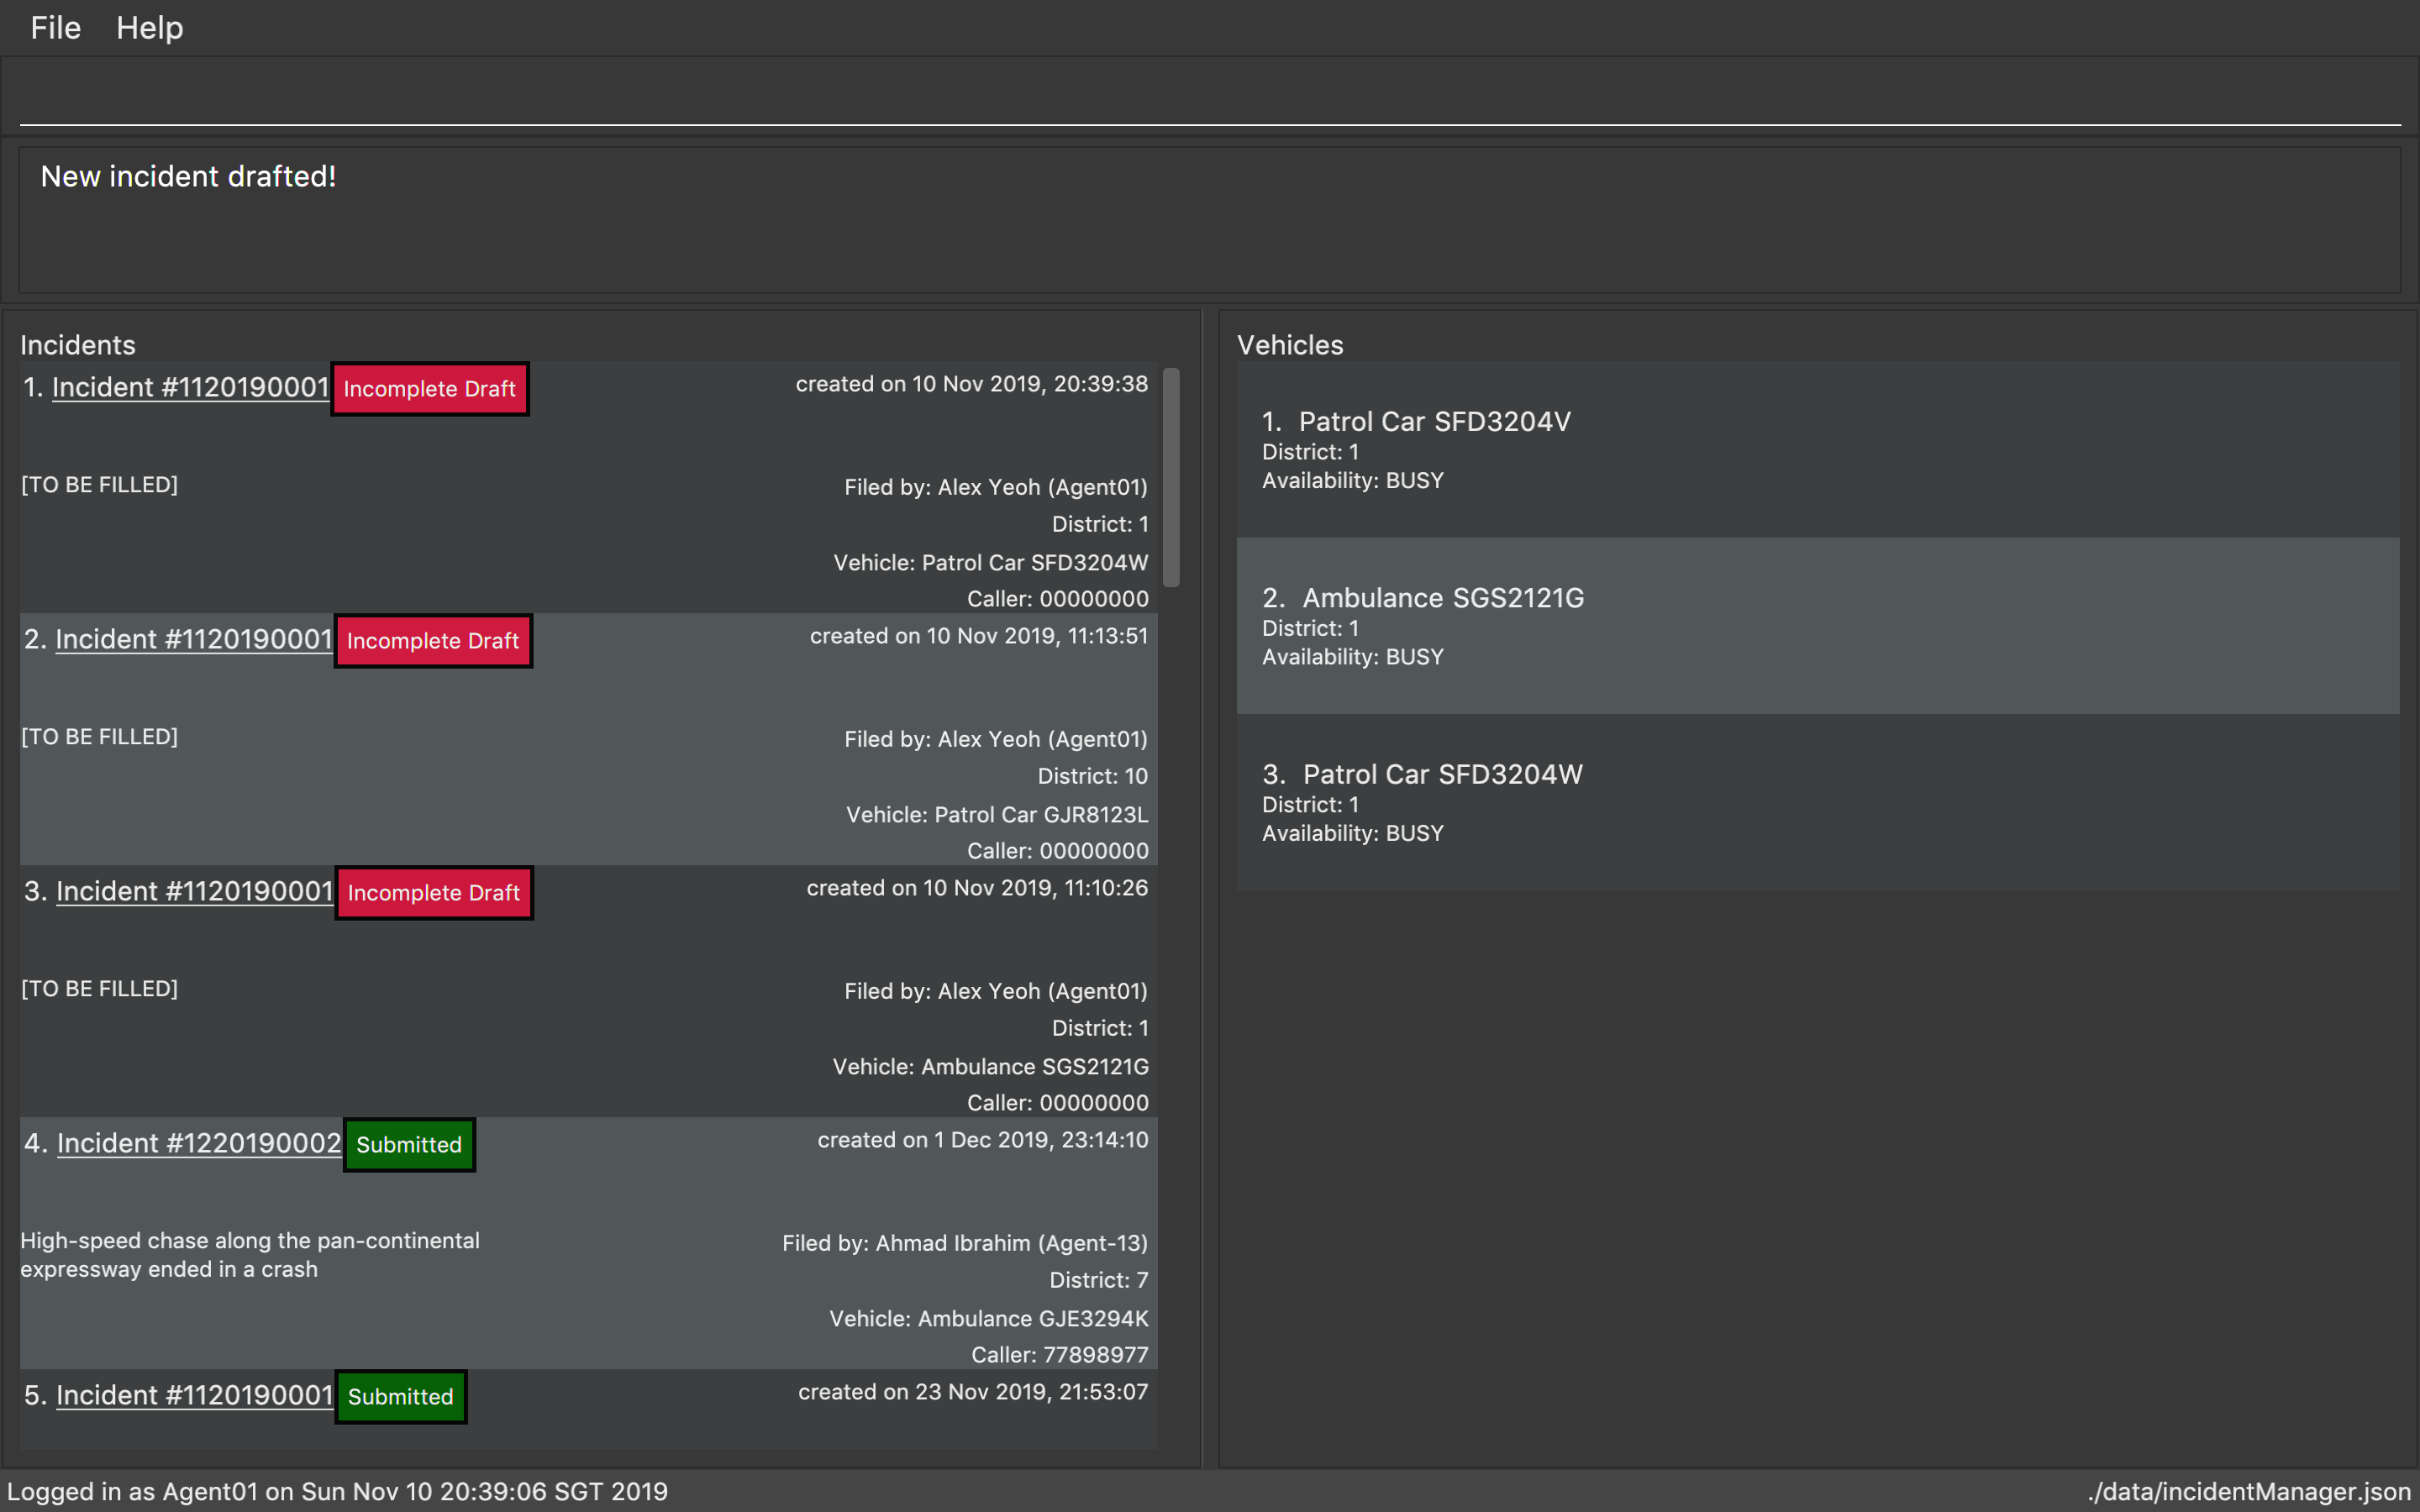 File Help
New incident drafted!
Incidents
1. Incident #1120190001 Incomplete Draft created on 10 Nov 2019, 20:39:38
[TO BE FILLED] Filed by: Alex Yeoh (Agent01)
District: 1
Vehicle: Patrol Car SFD3204W
Caller: 00000000
2. Incident #1120190001 Incomplete Draft created on 10 Nov 2019, 11:13:51
[TO BE FILLED] Filed by: Alex Yeoh (Agent01)
District: 10
Vehicle: Patrol Car GJR8123L
Caller: 00000000
3. Incident #1120190001 Incomplete Draft created on 10 Nov 2019, 11:10:26
[TO BE FILLED] Filed by: Alex Yeoh (Agent01)
District: 1
Vehicle: Ambulance SGS2121G
Caller: 00000000
4. Incident #1220190002 Submitted created on 1 Dec 2019, 23:14:10
High-speed chase along the pan-continental Filed by: Ahmad Ibrahim (Agent-13)
expressway ended in a crash
District: 7
Vehicle: Ambulance GJE3294K
Caller: 77898977
5. Incident #1120190001 Submitted created on 23 Nov 2019, 21:53:07
Vehicles
1. Patrol Car SFD3204V
District: 1
Availability: BUSY
2. Ambulance SGS2121G
District: 1
Availability: BUSY
3. Patrol Car SFD3204W
District: 1
Availability: BUSY
Logged in as Agent01 on Sun Nov 10 20:39:06 SGT 2019 ./data/incidentManager.json